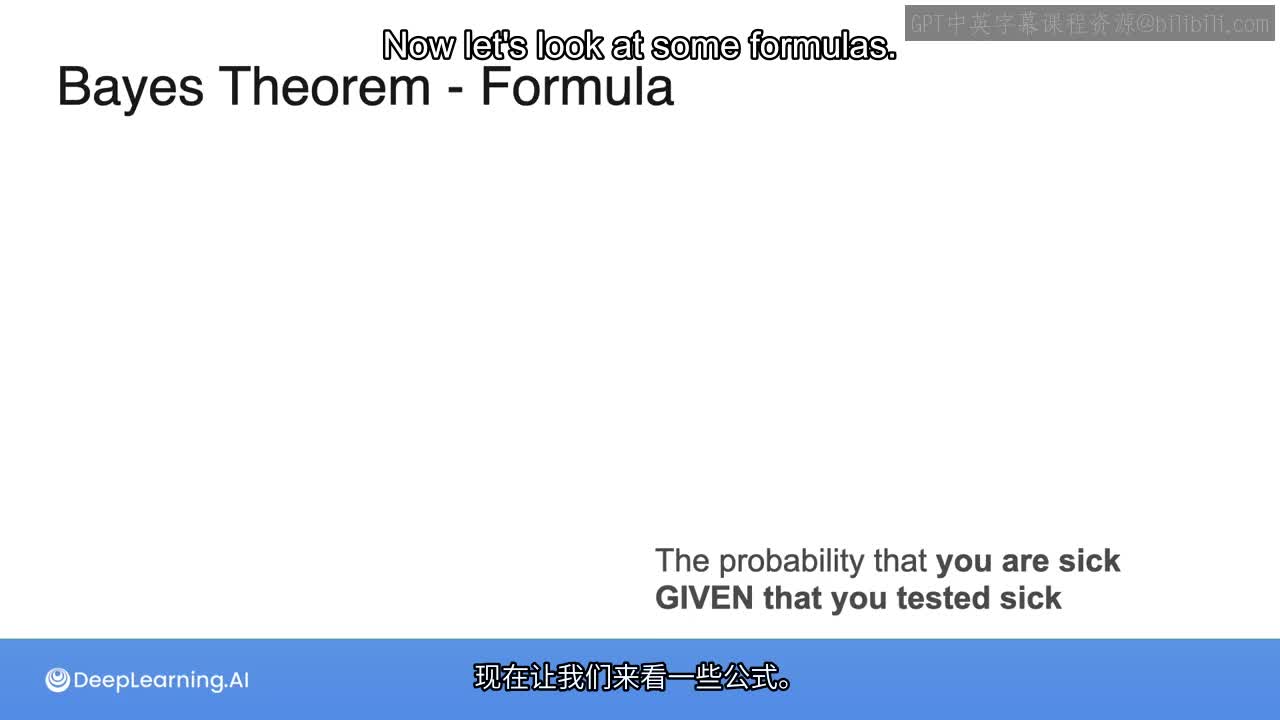 GPT中英字幕课程资源@bilibili.com
Now let's look at some formulas.
Bayes Theorem - Formula
The probability that you are sick
GIVEN that you tested sick
DeepLearning.AI
现在让我们来看一些公式。